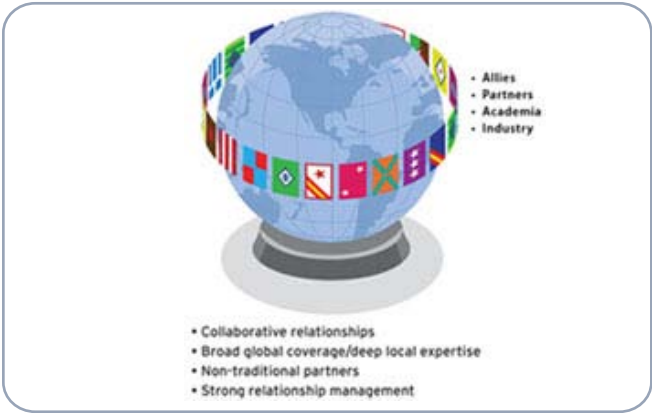 • Allies
• Partners
• Academia
• Industry
• Collaborative relationships
• Broad global coverage/deep local expertise
• Non-traditional partners
• Strong relationship management